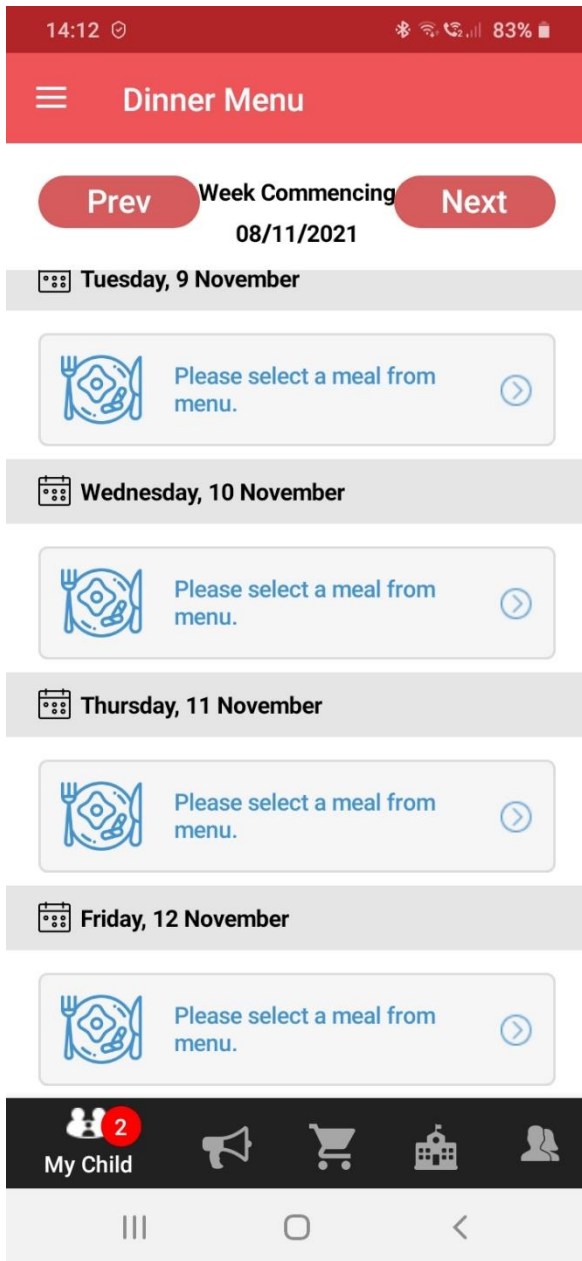 14:12
83%
Dinner Menu
Prev
Week Commencing
08/11/2021
Next
Tuesday, 9 November
Please select a meal from
menu.
Wednesday, 10 November
Please select a meal from
menu.
Thursday, 11 November
Please select a meal from
menu.
Friday, 12 November
Please select a meal from
menu.
2
My Child